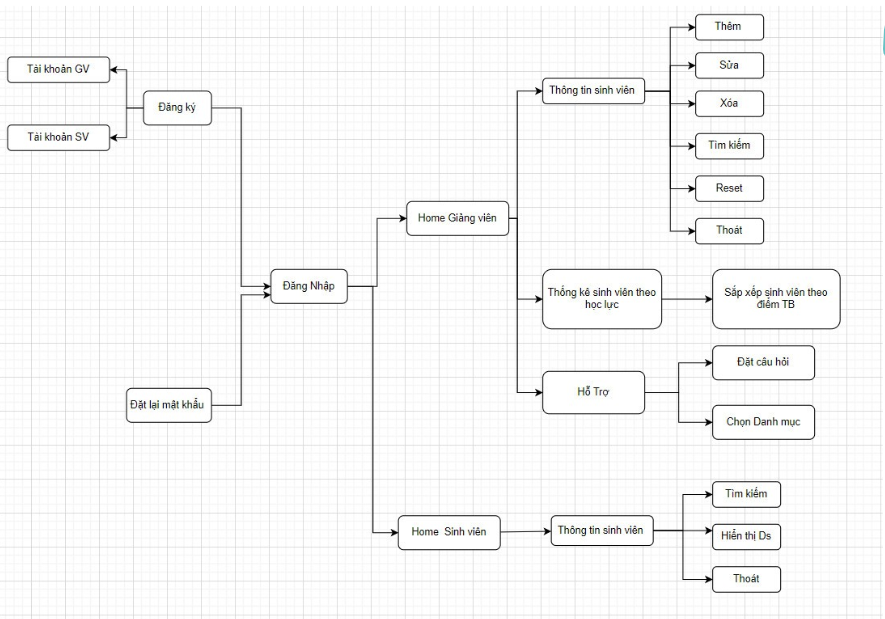 Tài khoản GV
Tài khoản SV
Đăng ký
Đăng Nhập
Đặt lại mật khẩu
Home Giảng viên
Thông tin sinh viên
Thêm
Sửa
Xóa
Tìm kiếm
Reset
Thoát
Thống kê sinh viên theo
học lực
Sắp xếp sinh viên theo
điểm TB
Hỗ Trợ
Đặt câu hỏi
Chọn Danh mục
Home Sinh viên
Thông tin sinh viên
Tìm kiếm
Hiển thị Ds
Thoát